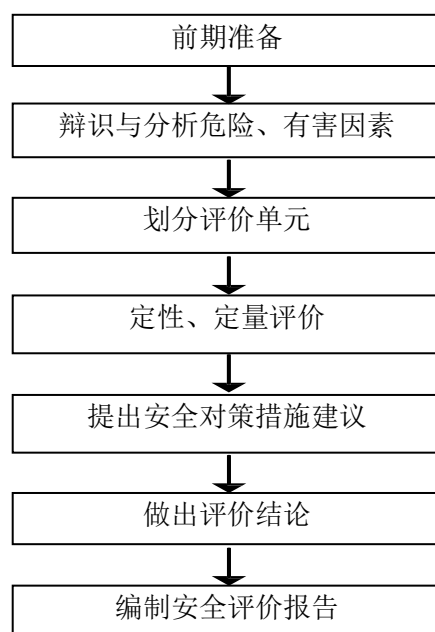 前期准备
辩识与分析危险、有害因素
划分评价单元
定性、定量评价
提出安全对策措施建议
做出评价结论
编制安全评价报告